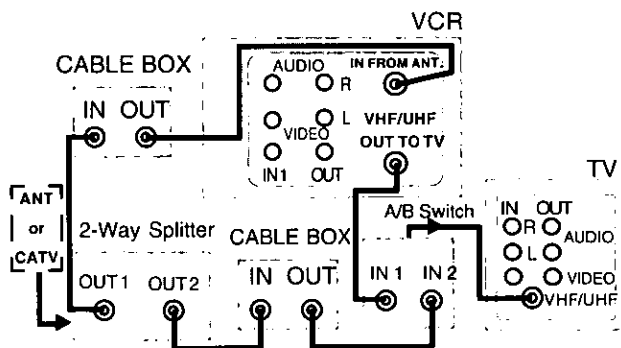 VCR
CABLE BOX
IN OUT
AUDIO
IN FROM ANT.
R
L
VIDEO
IN1 OUT
VHF/UHF
OUT TO TV
ANT
or
CATV
2-Way Splitter
OUT1 OUT2
CABLE BOX
IN OUT
A/B Switch
IN 1 IN 2
TV
IN OUT
R
AUDIO
L
VIDEO
VHF/UHF